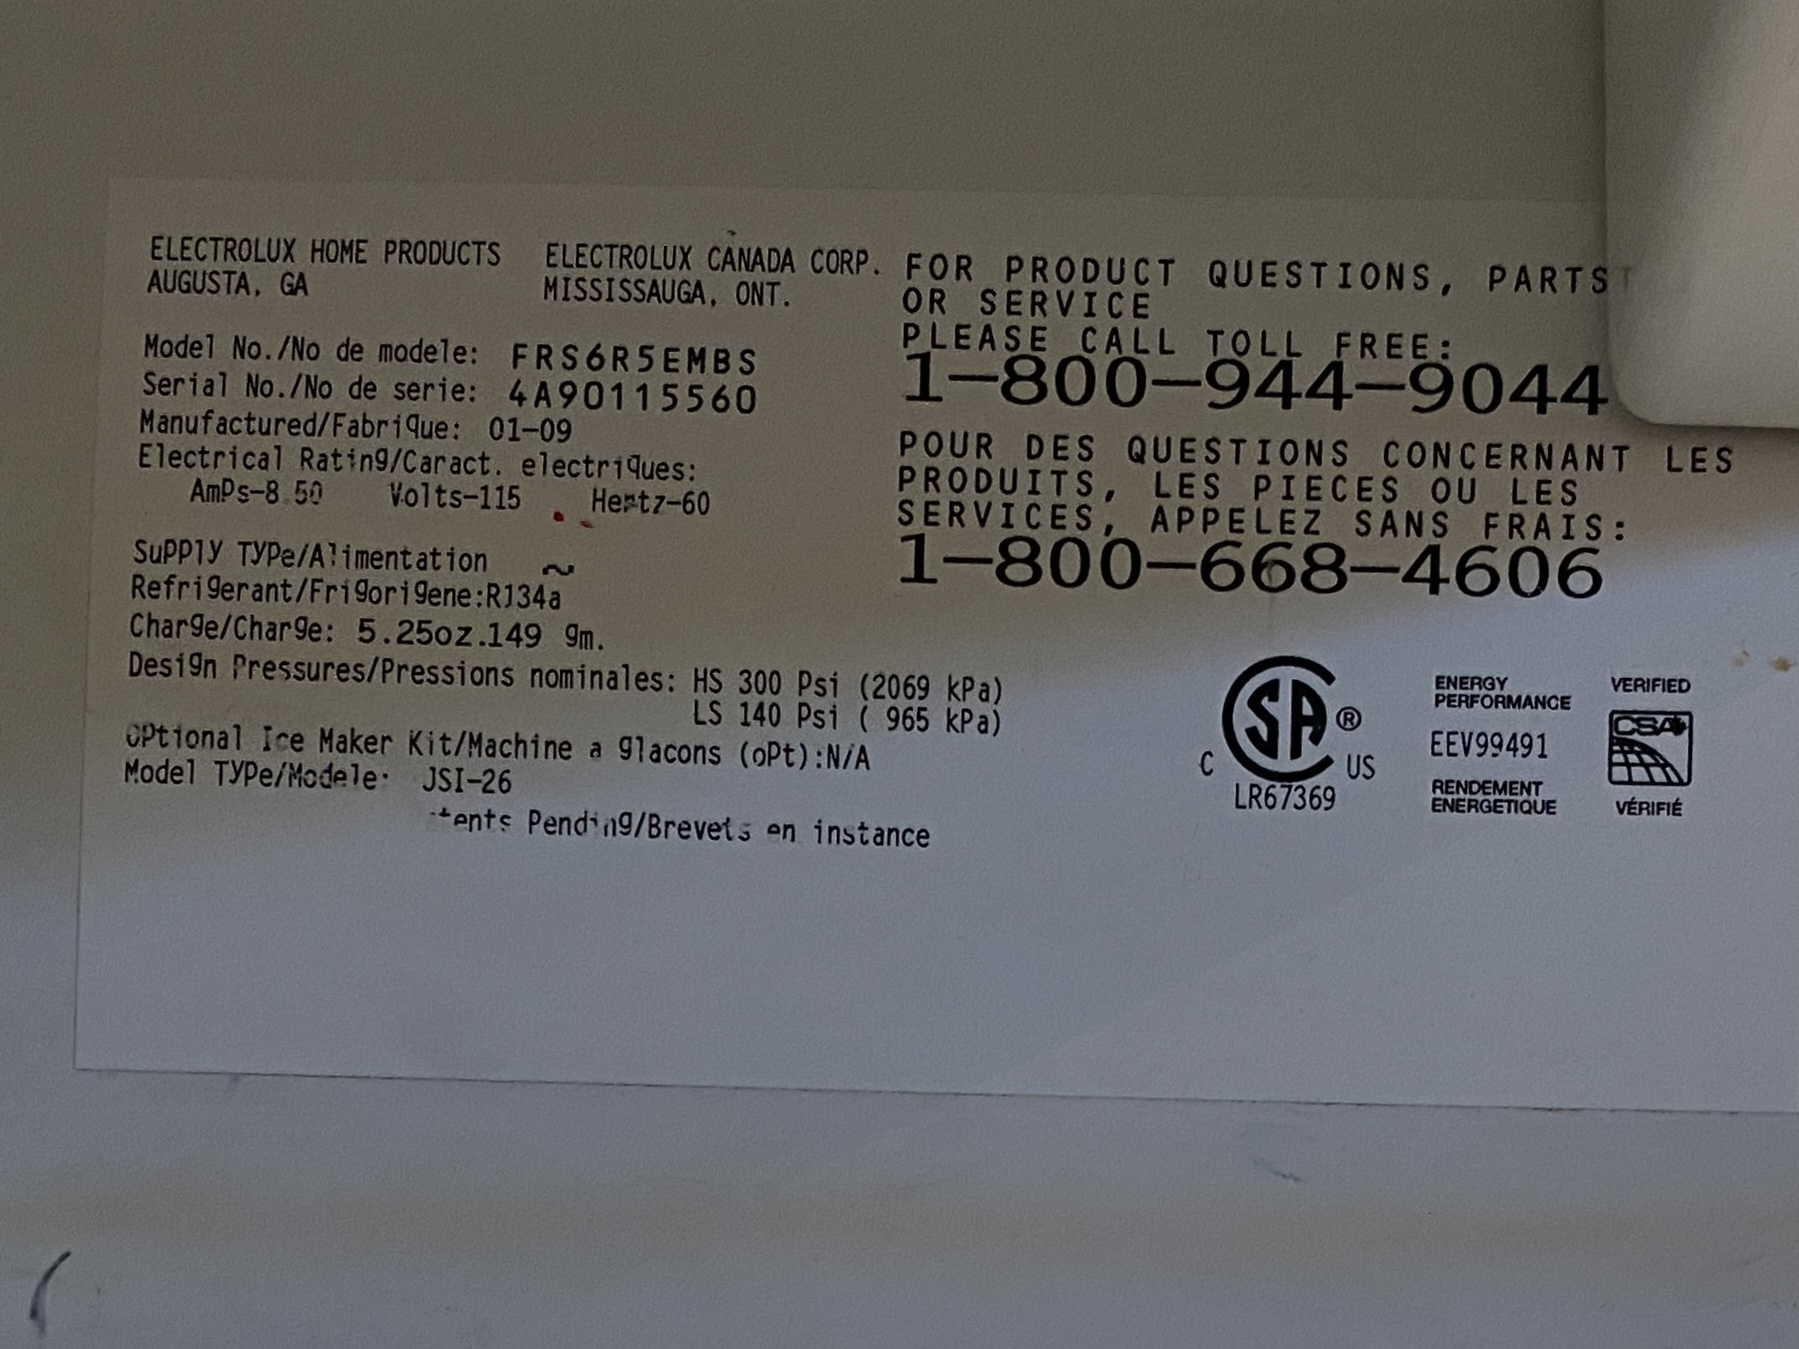 ELECTROLUX HOME PRODUCTS
AUGUSTA, GA
ELECTROLUX CANADA CORP.
MISSISSAUGA, ONT.
Model No./No de modele: FRS6R5EMBS
Serial No./No de serie: 4A90115560
Manufactured/Fabrique: 01-09
Electrical Rating/Caract. electriques:
Amps-8.50 Volts-115 Hertz-60
Supply Type/Alimentation ~
Refrigerant/Frigorigene:R134a
Charge/Charge: 5.25oz.149 gm.
Design Pressures/Pressions nominales: HS 300 Psi (2069 kPa)
LS 140 Psi ( 965 kPa)
Optional Ice Maker Kit/Machine a glacons (opt):N/A
Model Type/Modele: JSI-26
Pending/Brevets en instance
FOR PRODUCT QUESTIONS, PARTS
OR SERVICE
PLEASE CALL TOLL FREE:
1-800-944-9044
POUR DES QUESTIONS CONCERNANT LES
PRODUITS, LES PIECES OU LES
SERVICES, APPELEZ SANS FRAIS:
1-800-668-4606
C SA ® US
LR67369
ENERGY
PERFORMANCE
EEV99491
RENDEMENT
ENERGETIQUE
VERIFIED
CSA
VÉRIFIÉ